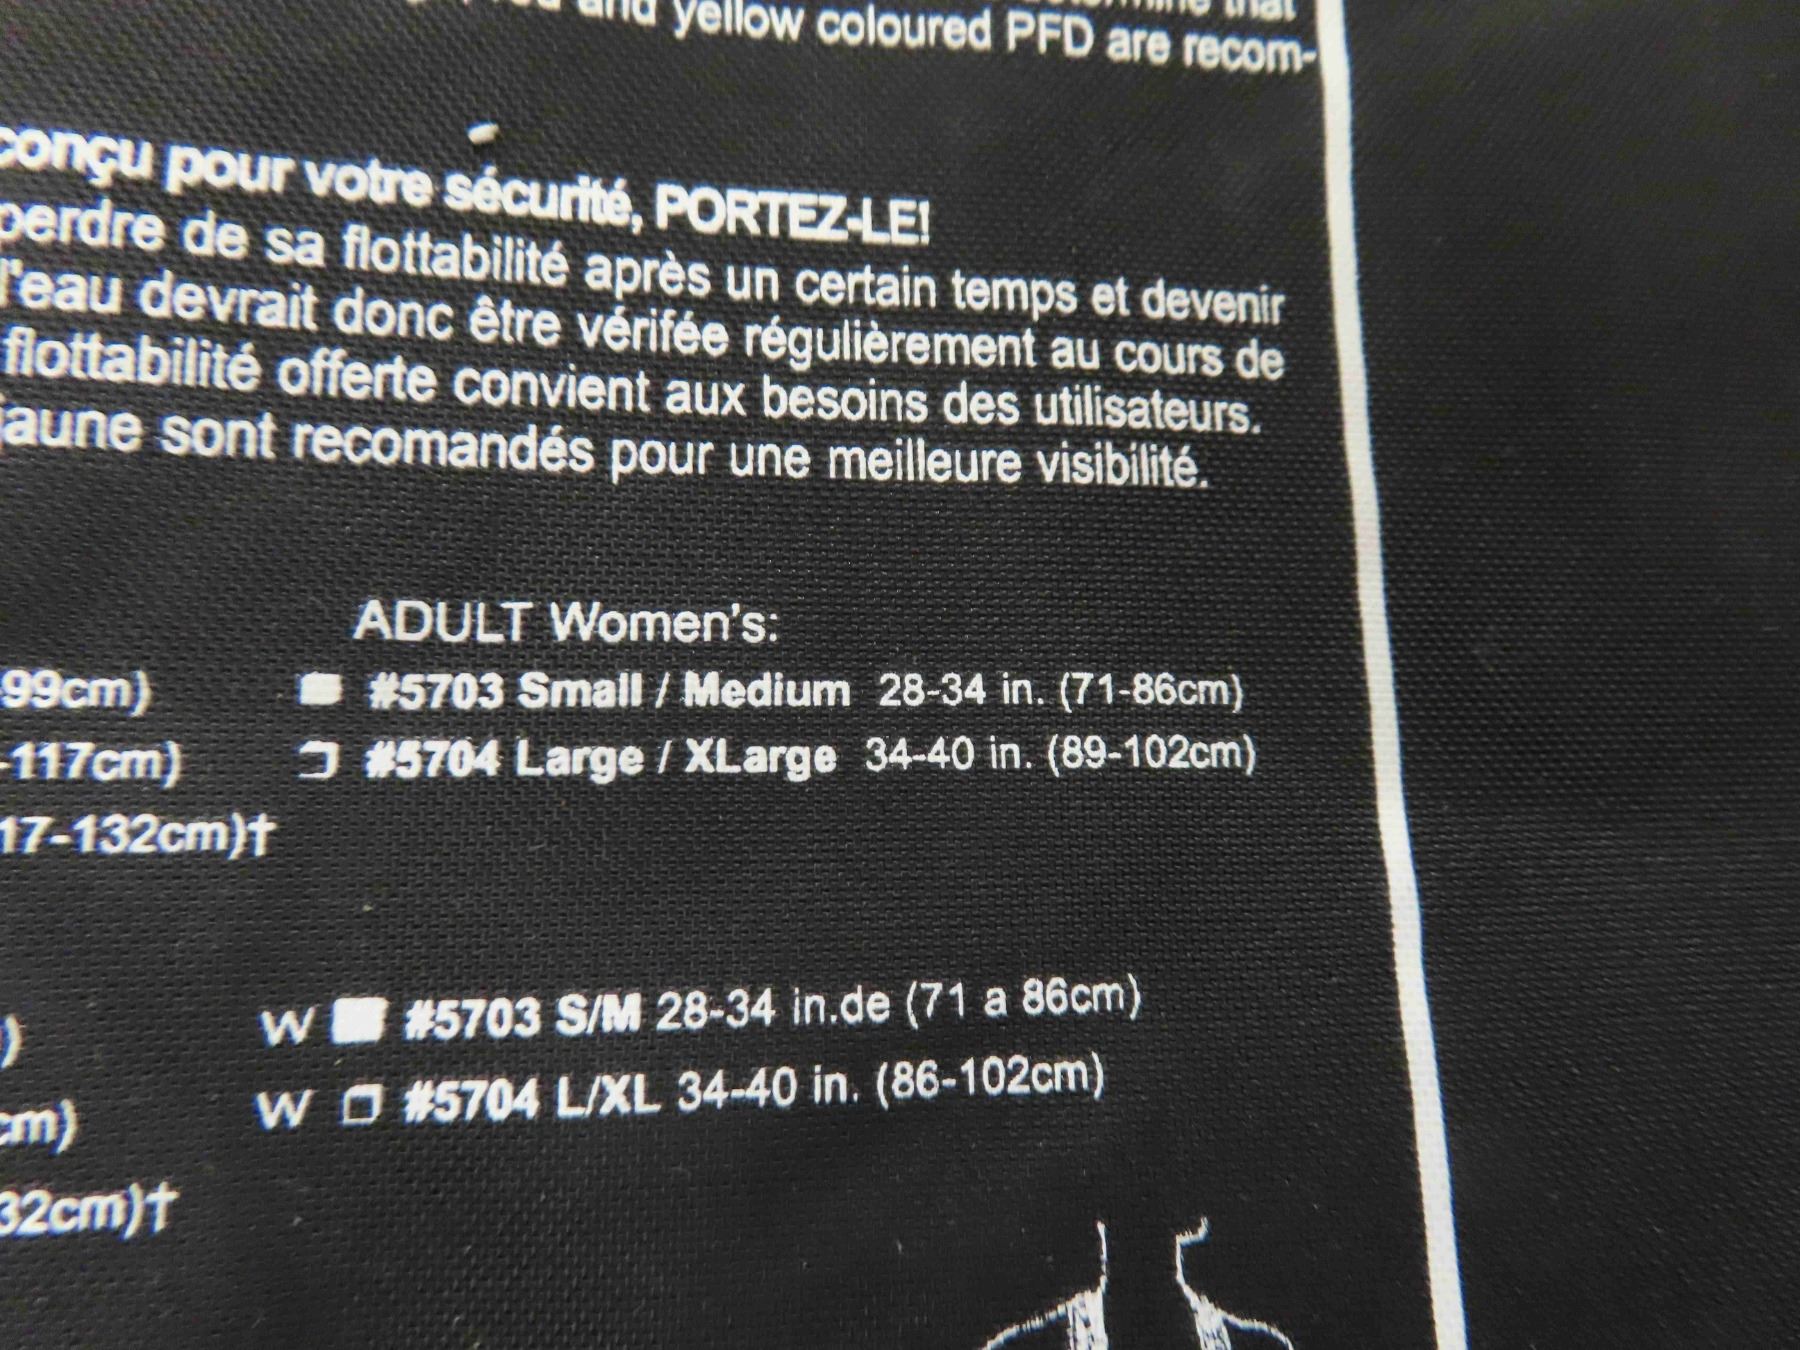 and yellow coloured PFD are recom-
conçu pour votre sécurité, PORTEZ-LE!
perdre de sa flottabilité après un certain temps et devenir
l'eau devrait donc être vérifée régulièrement au cours de
flottabilité offerte convient aux besoins des utilisateurs.
jaune sont recomandés pour une meilleure visibilité.
ADULT Women's:
-99cm) #5703 Small / Medium 28-34 in. (71-86cm)
-117cm) #5704 Large / XLarge 34-40 in. (89-102cm)
17-132cm)†
) W #5703 S/M 28-34 in.de (71 a 86cm)
cm) W #5704 L/XL 34-40 in. (86-102cm)
32cm)†